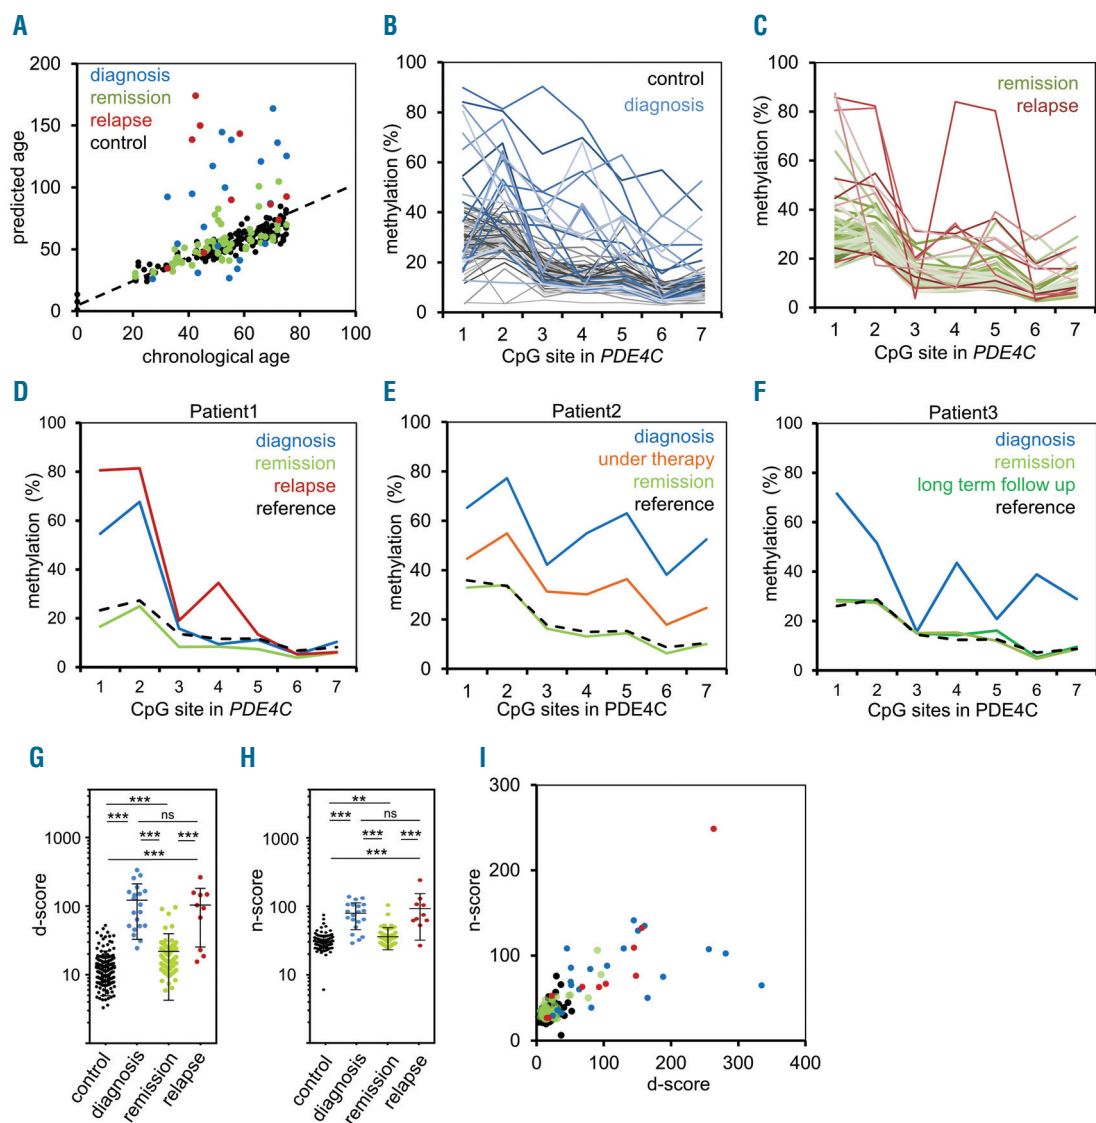 A
B
C
200
150
100
50
0
predicted age
diagnosis
remission
relapse
control
0 20 40 60 80 100
chronological age
100
80
60
40
20
0
methylation (%)
control
diagnosis
1 2 3 4 5 6 7
CpG site in PDE4C
100
80
60
40
20
0
methylation (%)
remission
relapse
1 2 3 4 5 6 7
CpG site in PDE4C
D
E
F
Patient1
100
80
60
40
20
0
methylation (%)
diagnosis
remission
relapse
reference
1 2 3 4 5 6 7
CpG site in PDE4C
Patient2
100
80
60
40
20
0
methylation (%)
diagnosis
under therapy
remission
reference
1 2 3 4 5 6 7
CpG sites in PDE4C
Patient3
100
80
60
40
20
0
methylation (%)
diagnosis
remission
long term follow up
reference
1 2 3 4 5 6 7
CpG sites in PDE4C
G
H
I
1000
100
10
d-score
***
*** ns
*** ***
***
control
diagnosis
remission
relapse
1000
100
10
n-score
**
*** ns
*** ***
***
control
diagnosis
remission
relapse
300
200
100
0
n-score
0 100 200 300 400
d-score